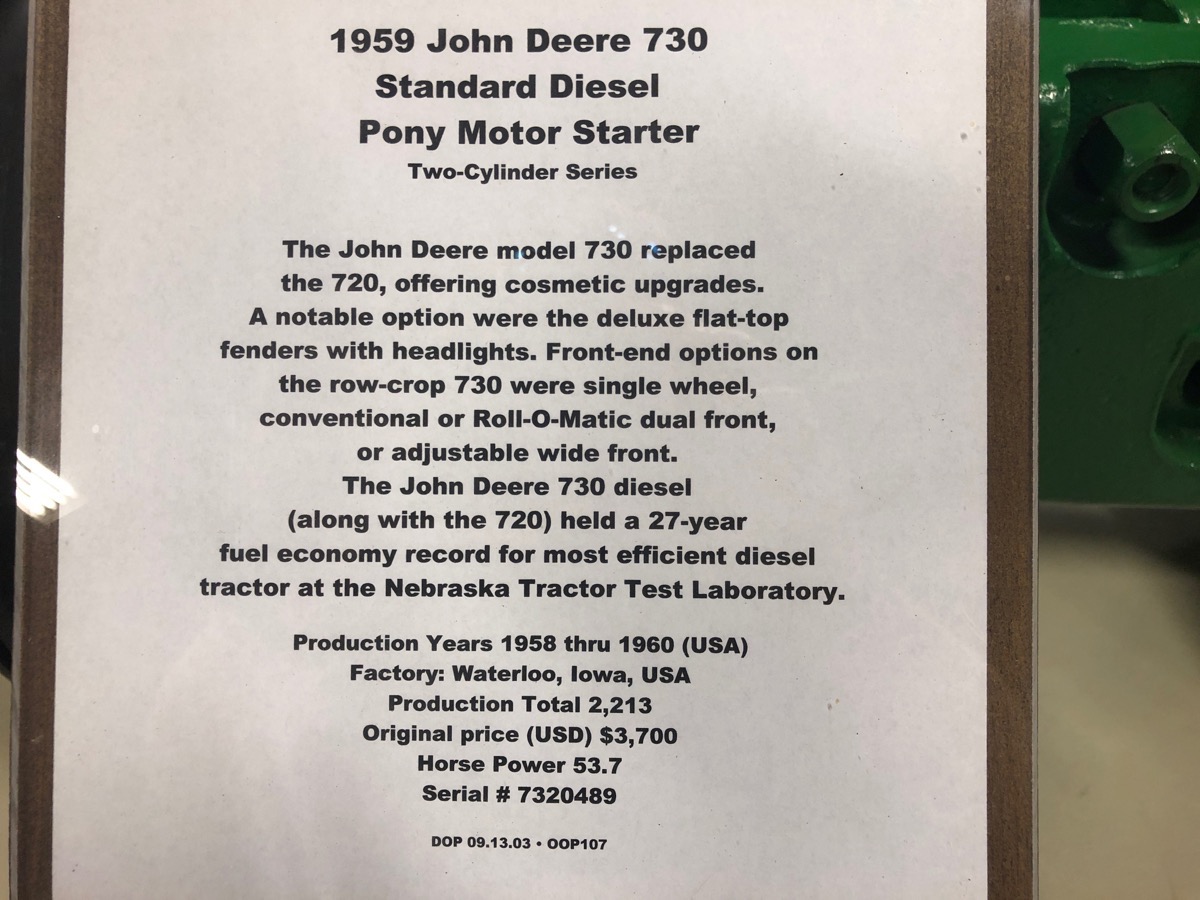 1959 John Deere 730
Standard Diesel
Pony Motor Starter
Two-Cylinder Series
The John Deere model 730 replaced
the 720, offering cosmetic upgrades.
A notable option were the deluxe flat-top
fenders with headlights. Front-end options on
the row-crop 730 were single wheel,
conventional or Roll-O-Matic dual front,
or adjustable wide front.
The John Deere 730 diesel
(along with the 720) held a 27-year
fuel economy record for most efficient diesel
tractor at the Nebraska Tractor Test Laboratory.
Production Years 1958 thru 1960 (USA)
Factory: Waterloo, Iowa, USA
Production Total 2,213
Original price (USD) $3,700
Horse Power 53.7
Serial # 7320489
DOP 09.13.03 • OOP107